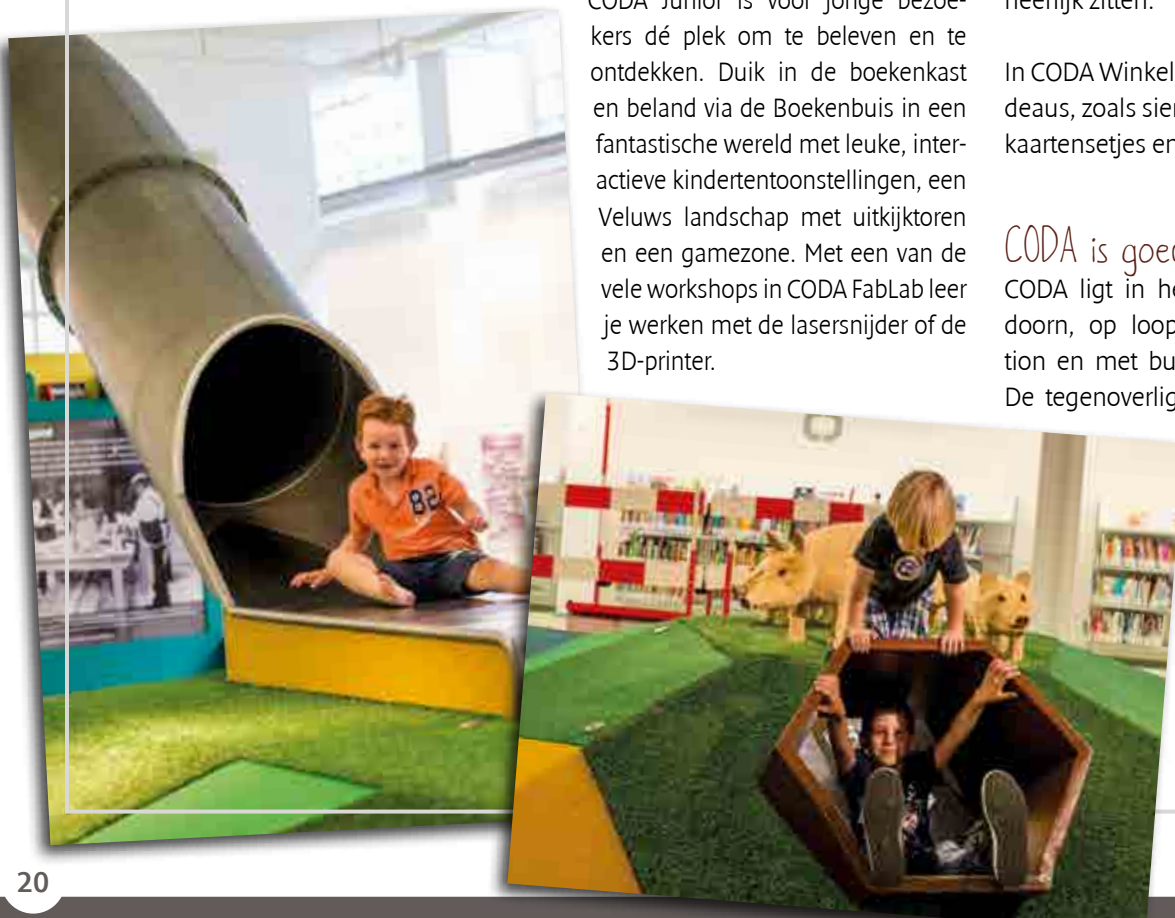 CODA Junior is voor jonge bezoe-
kers dé plek om te beleven en te
ontdekken. Duik in de boekenkast
en beland via de Boekenbuis in een
fantastische wereld met leuke, inter-
actieve kindertentoonstellingen, een
Veluws landschap met uitkijktoren
en een gamezone. Met een van de
vele workshops in CODA FabLab leer
je werken met de lasersnijder of de
3D-printer.
heerlijk zitten.
In CODA Winkel
deaus, zoals sier
kaartensetjes en
CODA is goed
CODA ligt in he
doorn, op loop
tion en met bu
De tegenoverlig
82
20